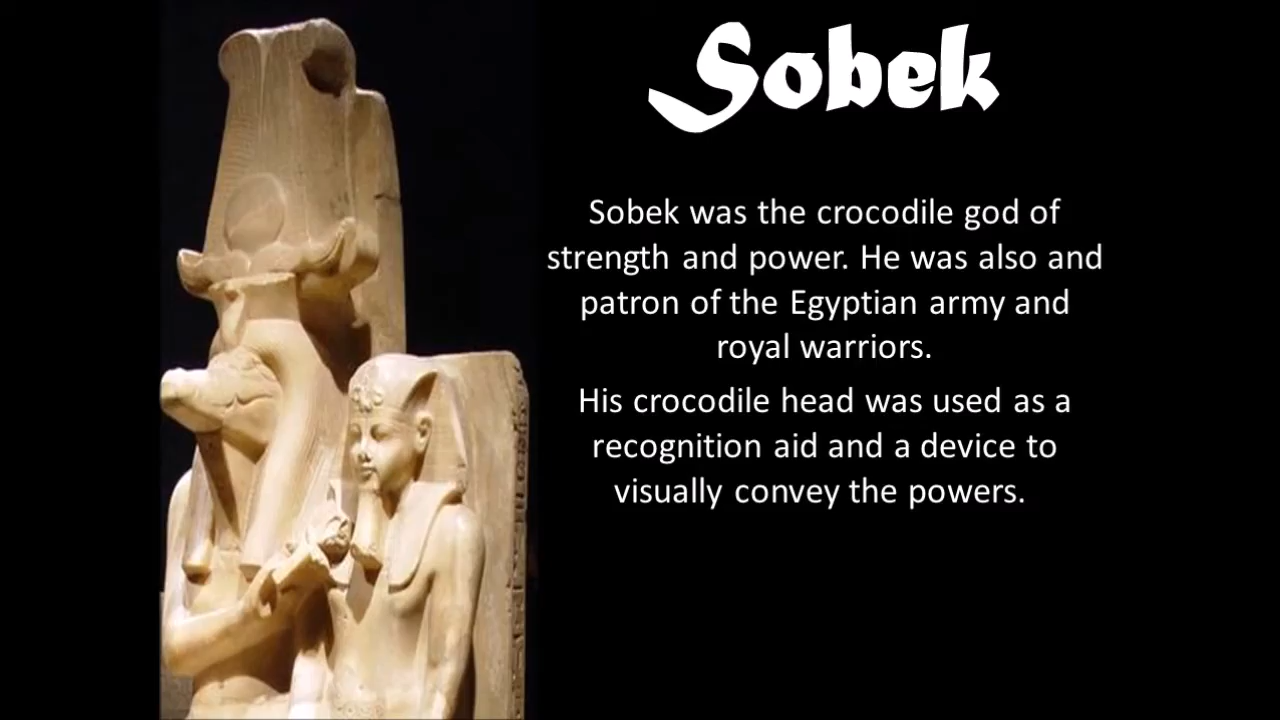 Sobek
Sobek was the crocodile god of
strength and power. He was also and
patron of the Egyptian army and
royal warriors.
His crocodile head was used as a
recognition aid and a device to
visually convey the powers.